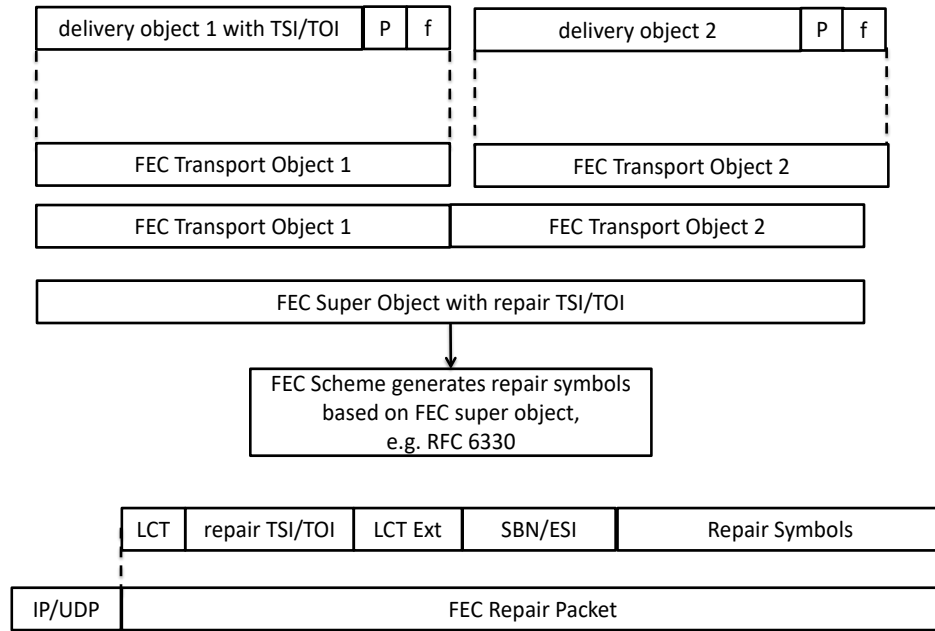 delivery object 1 with TSI/TOI P f delivery object 2 P f
FEC Transport Object 1 FEC Transport Object 2
FEC Transport Object 1 FEC Transport Object 2
FEC Super Object with repair TSI/TOI
FEC Scheme generates repair symbols
based on FEC super object,
e.g. RFC 6330
LCT repair TSI/TOI LCT Ext SBN/ESI Repair Symbols
IP/UDP FEC Repair Packet